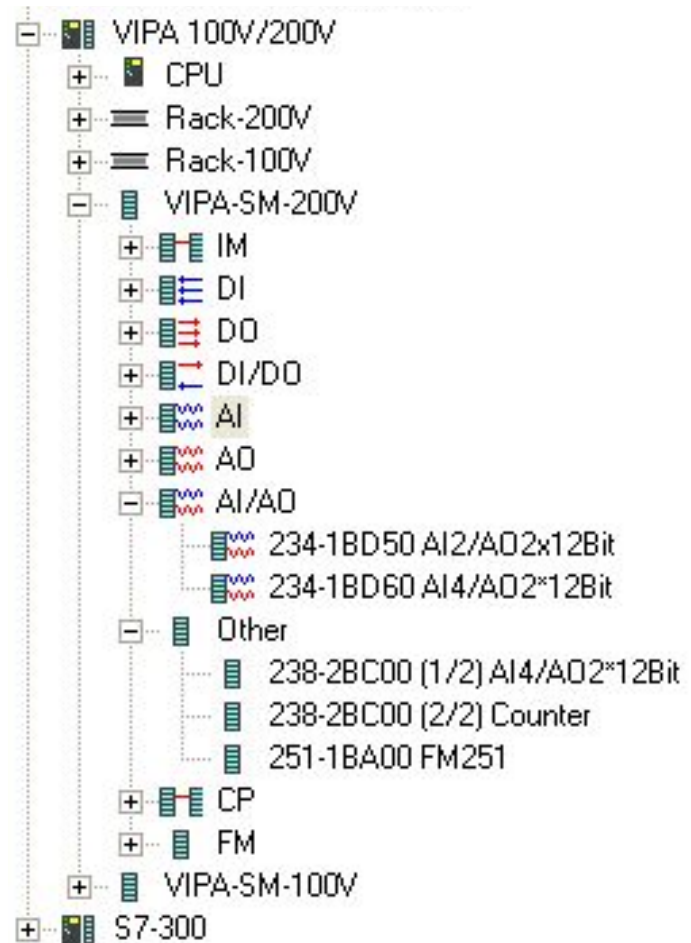 VIPA 100V/200V
CPU
Rack-200V
Rack-100V
VIPA-SM-200V
IM
DI
DO
DI/DO
AI
AO
AI/AO
234-1BD50 AI2/AO2x12Bit
234-1BD60 AI4/AO2*12Bit
Other
238-2BC00 (1/2) AI4/AO2*12Bit
238-2BC00 (2/2) Counter
251-1BA00 FM251
CP
FM
VIPA-SM-100V
S7-300